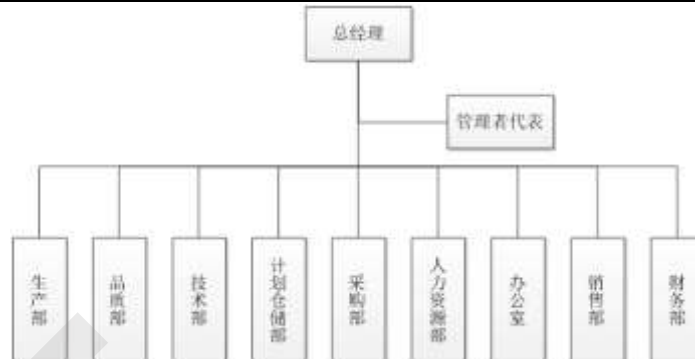 总经理
管理者代表
生产部
品质部
技术部
计划仓储部
采购部
人力资源部
办公室
销售部
财务部